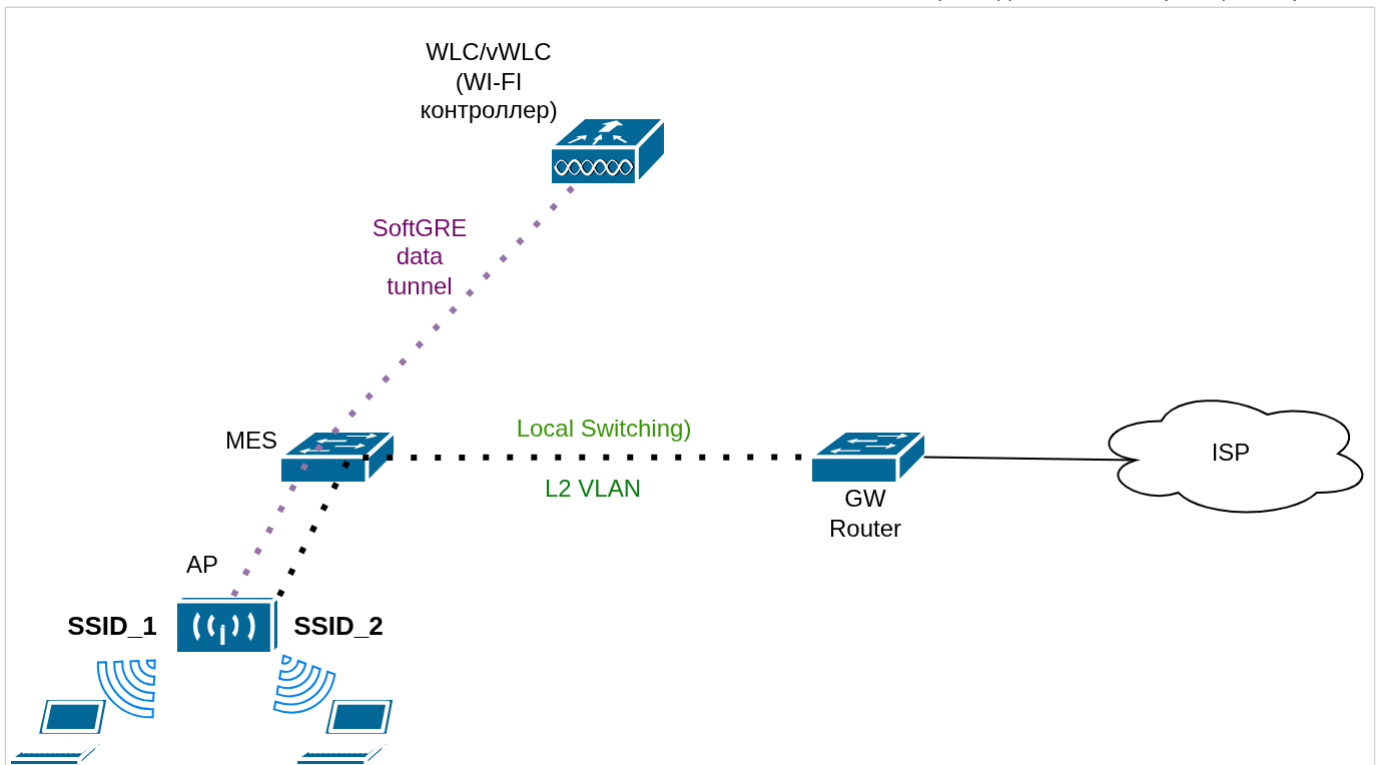 WLC/vWLC
(WI-FI
контроллер)
SoftGRE
data
tunnel
MES
Local Switching)
L2 VLAN
GW
Router
ISP
AP
SSID_1
SSID_2